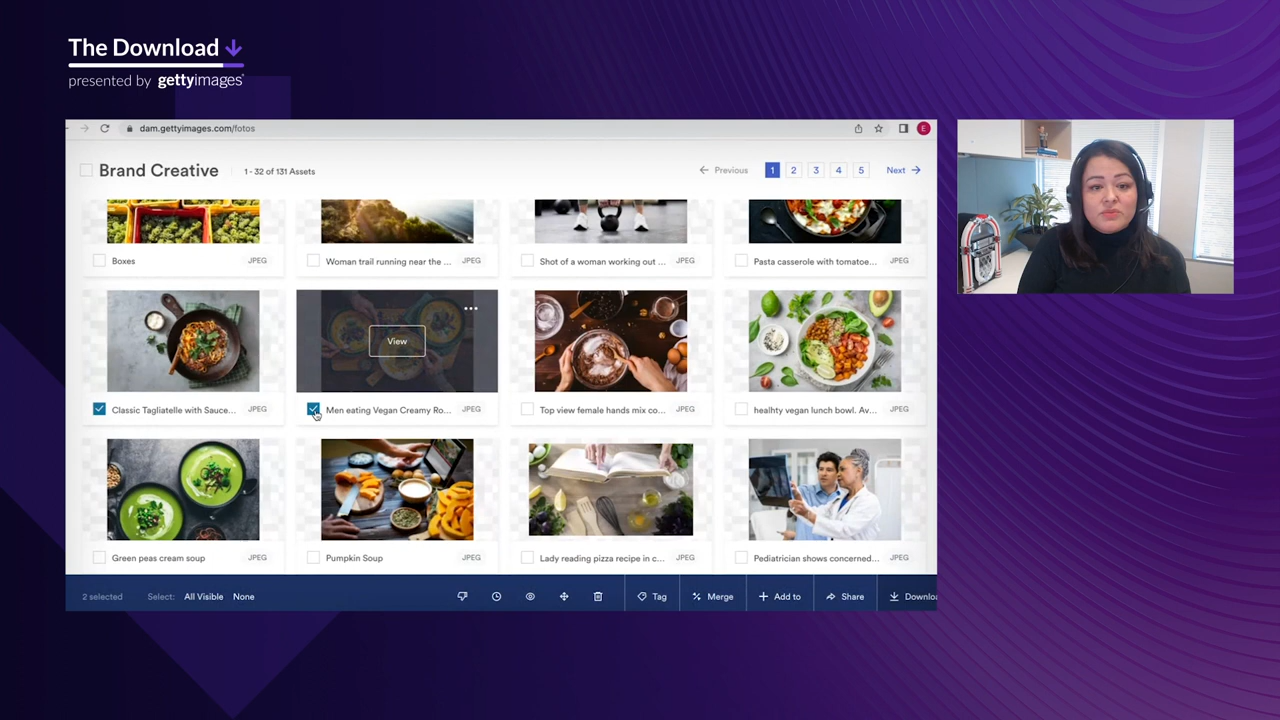 The Download
presented by gettyimages
dam.gettyimages.com/fotos
E
Brand Creative
1 - 32 of 131 Assets
Previous 1 2 3 4 5 Next
Boxes JPEG
Woman trail running near the ... JPEG
Shot of a woman working out ... JPEG
Pasta casserole with tomatoe... JPEG
View
Classic Tagliatelle with Sauce... JPEG
Men eating Vegan Creamy Ro... JPEG
Top view female hands mix co... JPEG
healhty vegan lunch bowl. Av... JPEG
Green peas cream soup JPEG
Pumpkin Soup JPEG
Lady reading pizza recipe in c... JPEG
Pediatrician shows concerned... JPEG
2 selected Select: All Visible None Tag Merge Add to Share Downloa